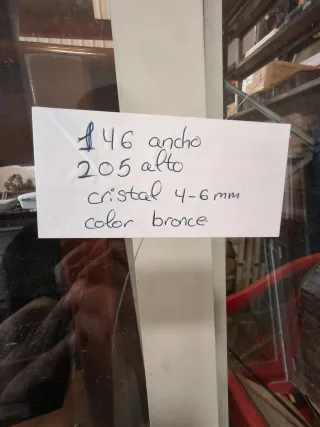 146 ancho
205 alto
cristal 4-6 mm
color bronce